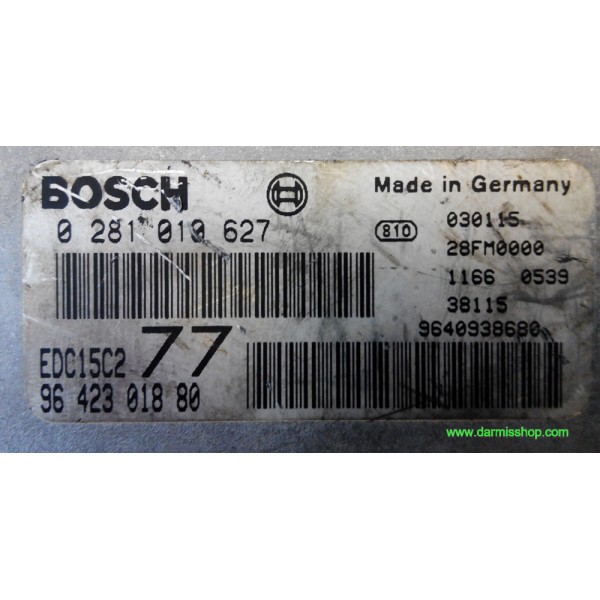 BOSCH
Made in Germany
0 281 010 627
810
030115
28FM0000
1166 0539
38115
9640938680
EDC15C2 77
96 423 018 80
www.darmisshop.com